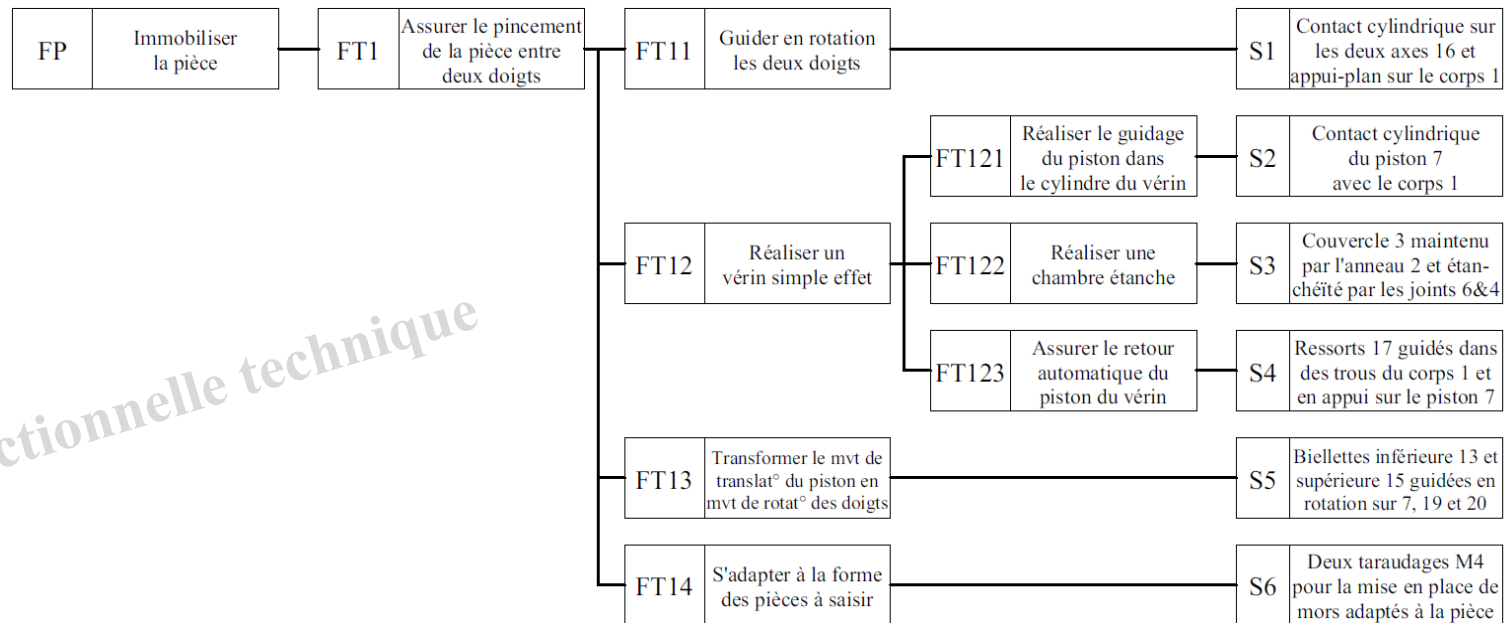 FP
Immobiliser
la pièce
FT1
Assurer le pincement
de la pièce entre
deux doigts
FT11
Guider en rotation
les deux doigts
S1
Contact cylindrique sur
les deux axes 16 et
appui-plan sur le corps 1
FT121
Réaliser le guidage
du piston dans
le cylindre du vérin
S2
Contact cylindrique
du piston 7
avec le corps 1
FT12
Réaliser un
vérin simple effet
FT122
Réaliser une
chambre étanche
S3
Couvercle 3 maintenu
par l'anneau 2 et étan-
chéïté par les joints 6&4
FT123
Assurer le retour
automatique du
piston du vérin
S4
Ressorts 17 guidés dans
des trous du corps 1 et
en appui sur le piston 7
FT13
Transformer le mvt de
translat° du piston en
mvt de rotat° des doigts
S5
Biellettes inférieure 13 et
supérieure 15 guidées en
rotation sur 7, 19 et 20
FT14
S'adapter à la forme
des pièces à saisir
S6
Deux taraudages M4
pour la mise en place de
mors adaptés à la pièce
ctionnelle technique